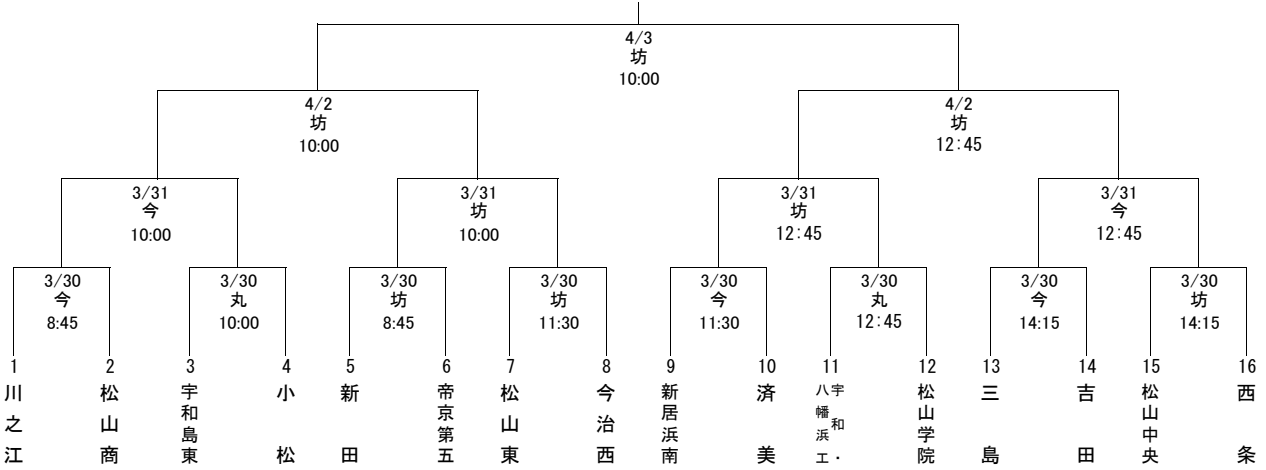 4/3
坊
10:00
4/2
坊
10:00
4/2
坊
12:45
3/31
今
10:00
3/31
坊
10:00
3/31
坊
12:45
3/31
今
12:45
3/30
今
8:45
3/30
丸
10:00
3/30
坊
8:45
3/30
坊
11:30
3/30
今
11:30
3/30
丸
12:45
3/30
今
14:15
3/30
坊
14:15
1
川之江
2
松山商
3
宇和島東
4
小松
5
新田
6
帝京第五
7
松山東
8
今治西
9
新居浜南
10
済美
11
宇和・
八幡浜工
12
松山学院
13
三島
14
吉田
15
松山中央
16
西条